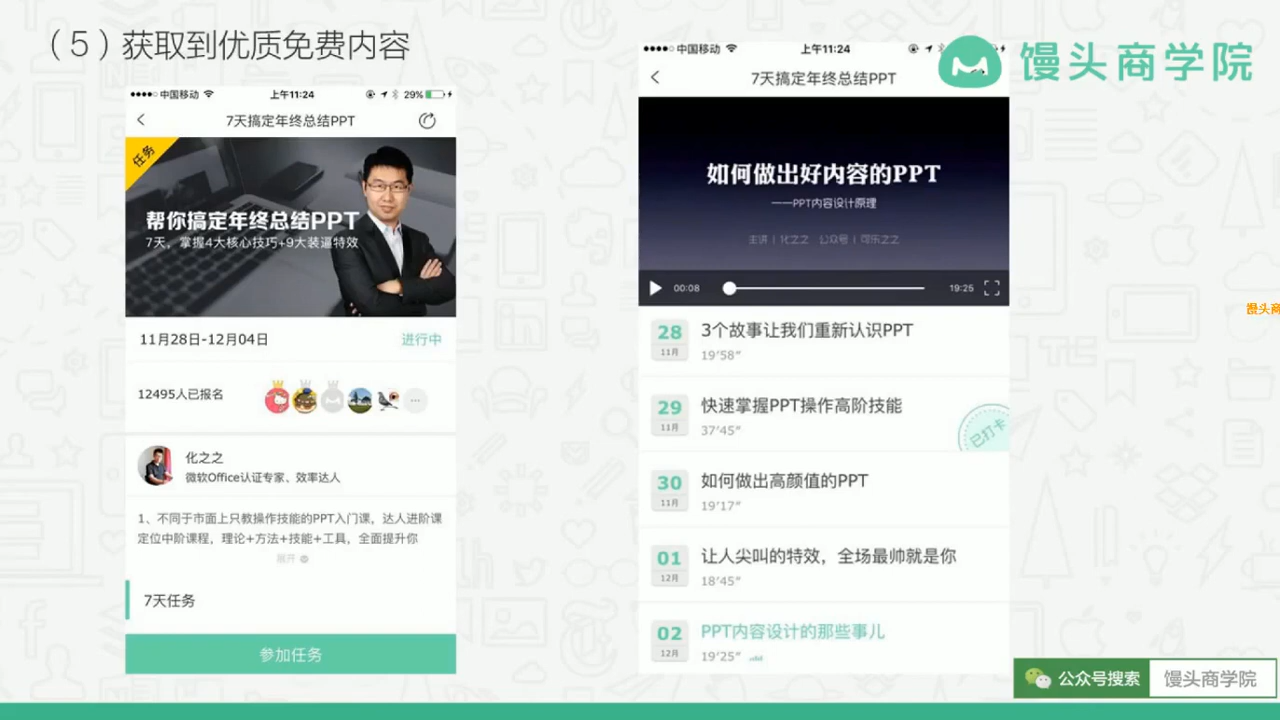 （5）获取到优质免费内容
馒头商学院
中国移动
上午11:24
29%
7天搞定年终总结PPT
任务
帮你搞定年终总结PPT
7天，掌握4大核心技巧+9大装逼特效
11月28日-12月04日
进行中
12495人已报名
化之之
微软Office认证专家、效率达人
1、不同于市面上只教操作技能的PPT入门课，达人进阶课
定位中阶课程，理论+方法+技能+工具，全面提升你
展开
7天任务
参加任务
中国移动
上午11:24
7天搞定年终总结PPT
如何做出好内容的PPT
——PPT内容设计原理
主讲 | 化之之 公众号 | 可乐之之
00:08
19:25
28
11月
3个故事让我们重新认识PPT
19'58"
29
11月
快速掌握PPT操作高阶技能
37'45"
已打卡
30
11月
如何做出高颜值的PPT
19'17"
01
12月
让人尖叫的特效，全场最帅就是你
18'45"
02
12月
PPT内容设计的那些事儿
19'25"
馒头商
公众号搜索
馒头商学院